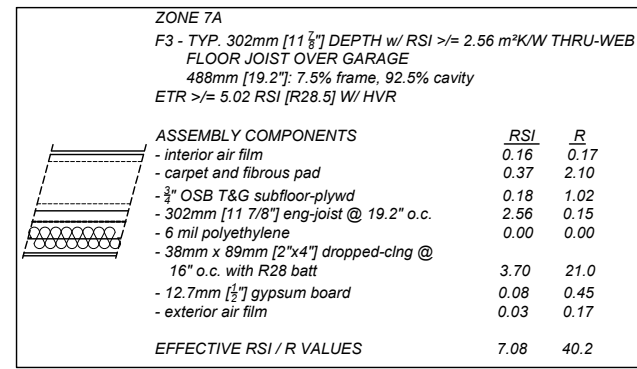 ZONE 7A
F3 - TYP. 302mm [11 7/8"] DEPTH w/ RSI >/= 2.56 m²K/W THRU-WEB
FLOOR JOIST OVER GARAGE
488mm [19.2"]: 7.5% frame, 92.5% cavity
ETR >/= 5.02 RSI [R28.5] W/ HVR
ASSEMBLY COMPONENTS RSI R
- interior air film 0.16 0.17
- carpet and fibrous pad 0.37 2.10
- 3/4" OSB T&G subfloor-plywd 0.18 1.02
- 302mm [11 7/8" eng-joist @ 19.2" o.c. 2.56 0.15
- 6 mil polyethylene 0.00 0.00
- 38mm x 89mm [2"x4"] dropped-clng @
16" o.c. with R28 batt 3.70 21.0
- 12.7mm [1/2"] gypsum board 0.08 0.45
- exterior air film 0.03 0.17
EFFECTIVE RSI / R VALUES 7.08 40.2